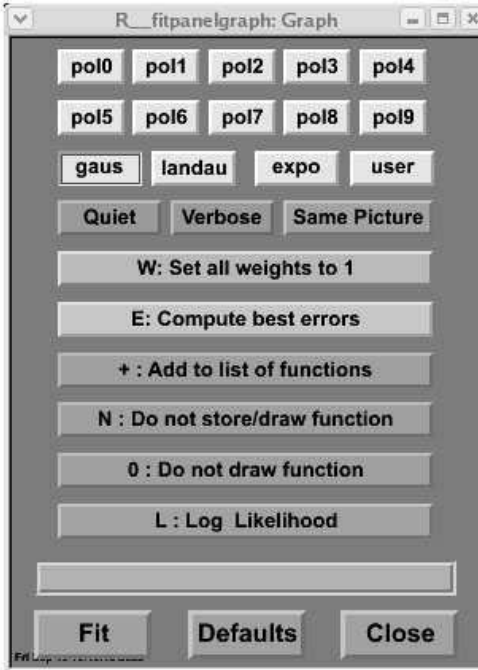 R__fitpanelgraph: Graph
pol0 pol1 pol2 pol3 pol4
pol5 pol6 pol7 pol8 pol9
gaus landau expo user
Quiet Verbose Same Picture
W: Set all weights to 1
E: Compute best errors
+ : Add to list of functions
N : Do not store/draw function
0 : Do not draw function
L : Log Likelihood
Fit Defaults Close